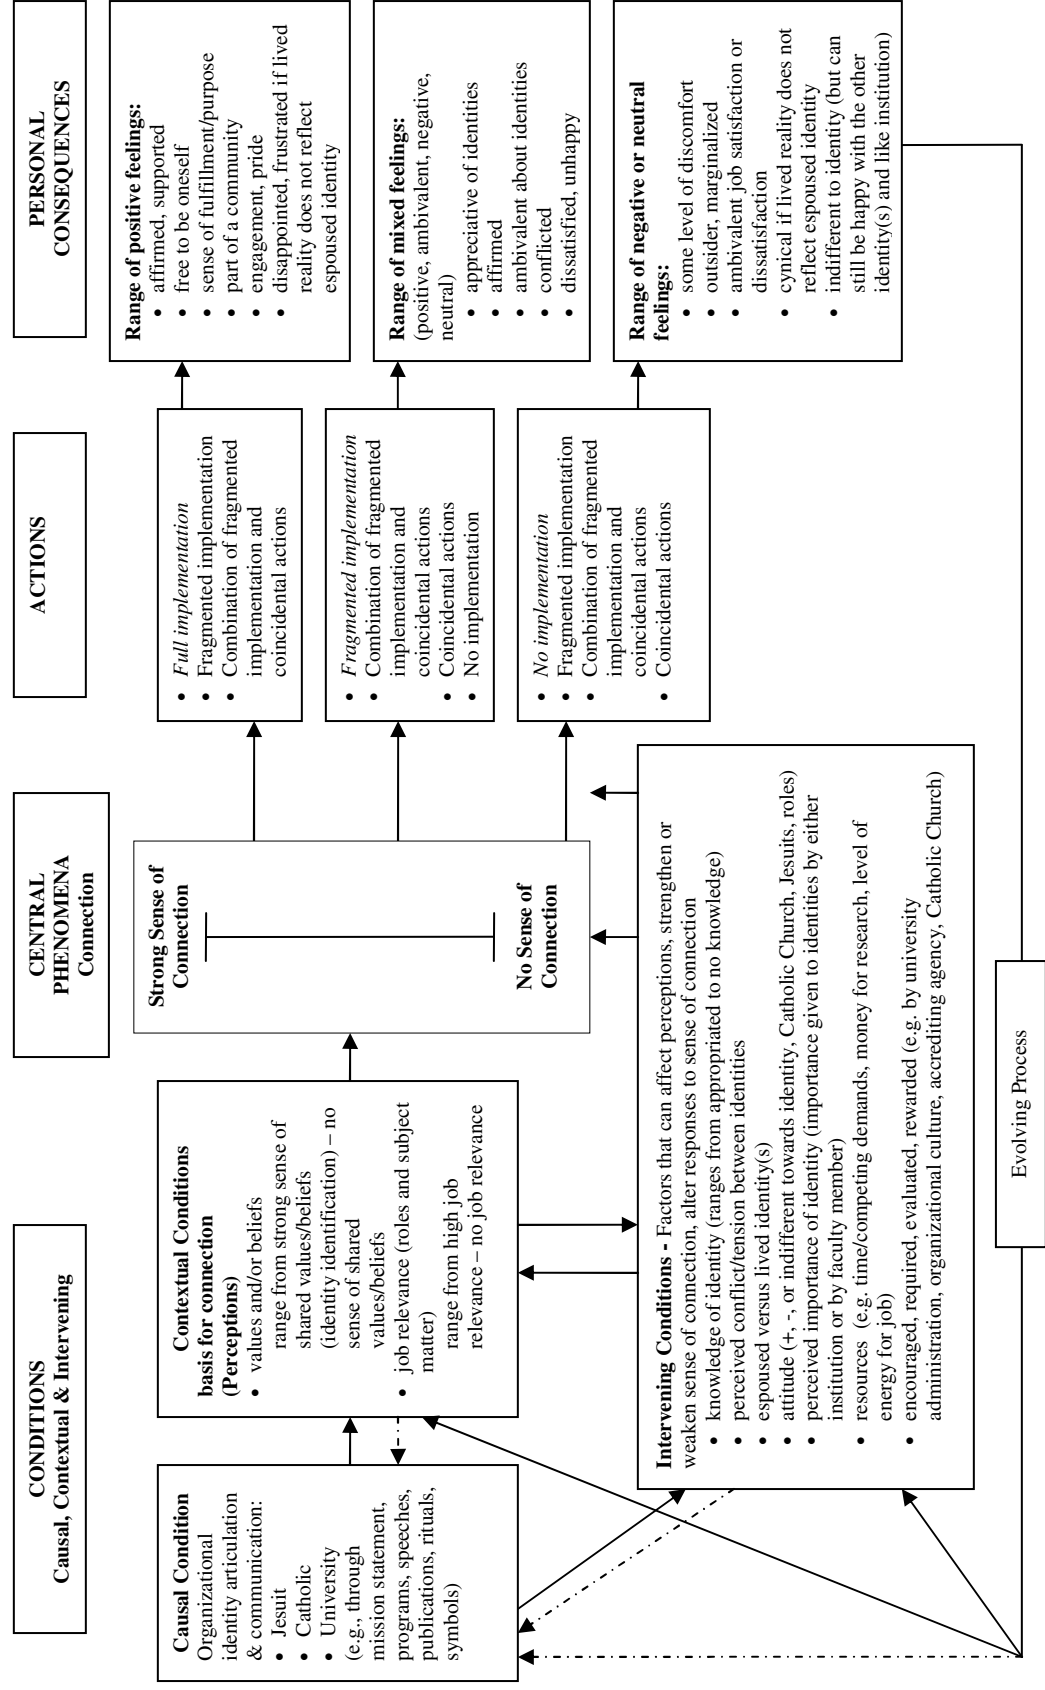 CONDITIONS
Causal, Contextual & Intervening
CENTRAL
PHENOMENA
Connection
ACTIONS
PERSONAL
CONSEQUENCES
Causal Condition
Organizational
identity articulation
& communication:
• Jesuit
• Catholic
• University
(e.g., through
mission statement,
programs, speeches,
publications, rituals,
symbols)
Contextual Conditions
basis for connection
(Perceptions)
• values and/or beliefs
range from strong sense of
shared values/beliefs
(identity identification) – no
sense of shared
values/beliefs
• job relevance (roles and subject
matter)
range from high job
relevance – no job relevance
Strong Sense of
Connection
No Sense of
Connection
• Full implementation
• Fragmented implementation
• Combination of fragmented
implementation and
coincidental actions
• Fragmented implementation
• Combination of fragmented
implementation and
coincidental actions
• Coincidental actions
• No implementation
• No implementation
• Fragmented implementation
• Combination of fragmented
implementation and
coincidental actions
• Coincidental actions
Range of positive feelings:
• affirmed, supported
• free to be oneself
• sense of fulfillment/purpose
• part of a community
• engagement, pride
• disappointed, frustrated if lived
reality does not reflect
espoused identity
Range of mixed feelings:
(positive, ambivalent, negative,
neutral)
• appreciative of identities
• affirmed
• ambivalent about identities
• conflicted
• dissatisfied, unhappy
Range of negative or neutral
feelings:
• some level of discomfort
• outsider, marginalized
• ambivalent job satisfaction or
dissatisfaction
• cynical if lived reality does not
reflect espoused identity
• indifferent to identity (but can
still be happy with the other
identity(s) and like institution)
Intervening Conditions - Factors that can affect perceptions, strengthen or
weaken sense of connection, alter responses to sense of connection
• knowledge of identity (ranges from appropriated to no knowledge)
• perceived conflict/tension between identities
• espoused versus lived identity(s)
• attitude (+, -, or indifferent towards identity, Catholic Church, Jesuits, roles)
• perceived importance of identity (importance given to identities by either
institution or by faculty member)
• resources (e.g. time/competing demands, money for research, level of
energy for job)
• encouraged, required, evaluated, rewarded (e.g. by university
administration, organizational culture, accrediting agency, Catholic Church)
Evolving Process